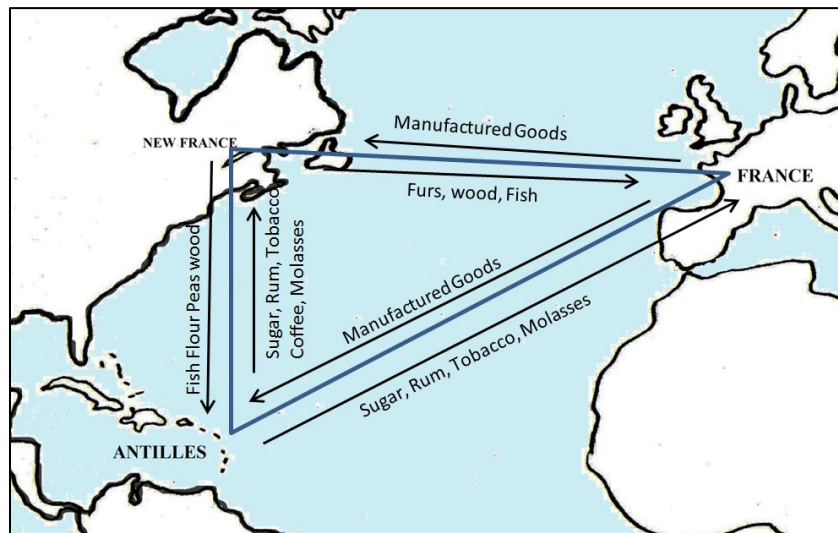 Manufactured Goods
NEW FRANCE
FRANCE
Furs, wood, Fish
Fish Flour Peas wood
Sugar, Rum, Tobacco
Coffee, Molasses
Manufactured Goods
Sugar, Rum, Tobacco, Molasses
ANTILLES